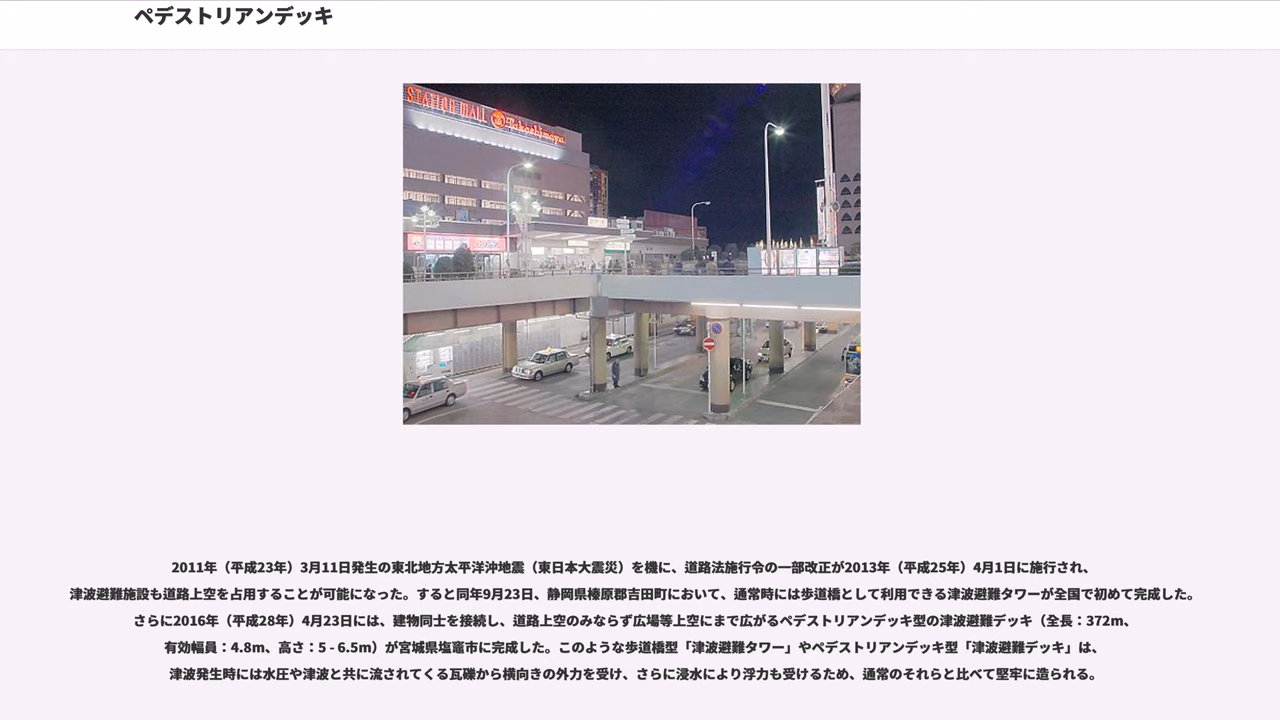 ペデストリアンデッキ
STATION MALL Takashimaya
2011年（平成23年）3月11日発生の東北地方太平洋沖地震（東日本大震災）を機に、道路法施行令の一部改正が2013年（平成25年）4月1日に施行され、
津波避難施設も道路上空を占用することが可能になった。すると同年9月23日、静岡県榛原郡吉田町において、通常時には歩道橋として利用できる津波避難タワーが全国で初めて完成した。
さらに2016年（平成28年）4月23日には、建物同士を接続し、道路上空のみならず広場等上空にまで広がるペデストリアンデッキ型の津波避難デッキ（全長：372m、
有効幅員：4.8m、高さ：5 - 6.5m）が宮城県塩竈市に完成した。このような歩道橋型「津波避難タワー」やペデストリアンデッキ型「津波避難デッキ」は、
津波発生時には水圧や津波と共に流されてくる瓦礫から横向きの外力を受け、さらに浸水により浮力も受けるため、通常のそれらと比べて堅牢に造られる。